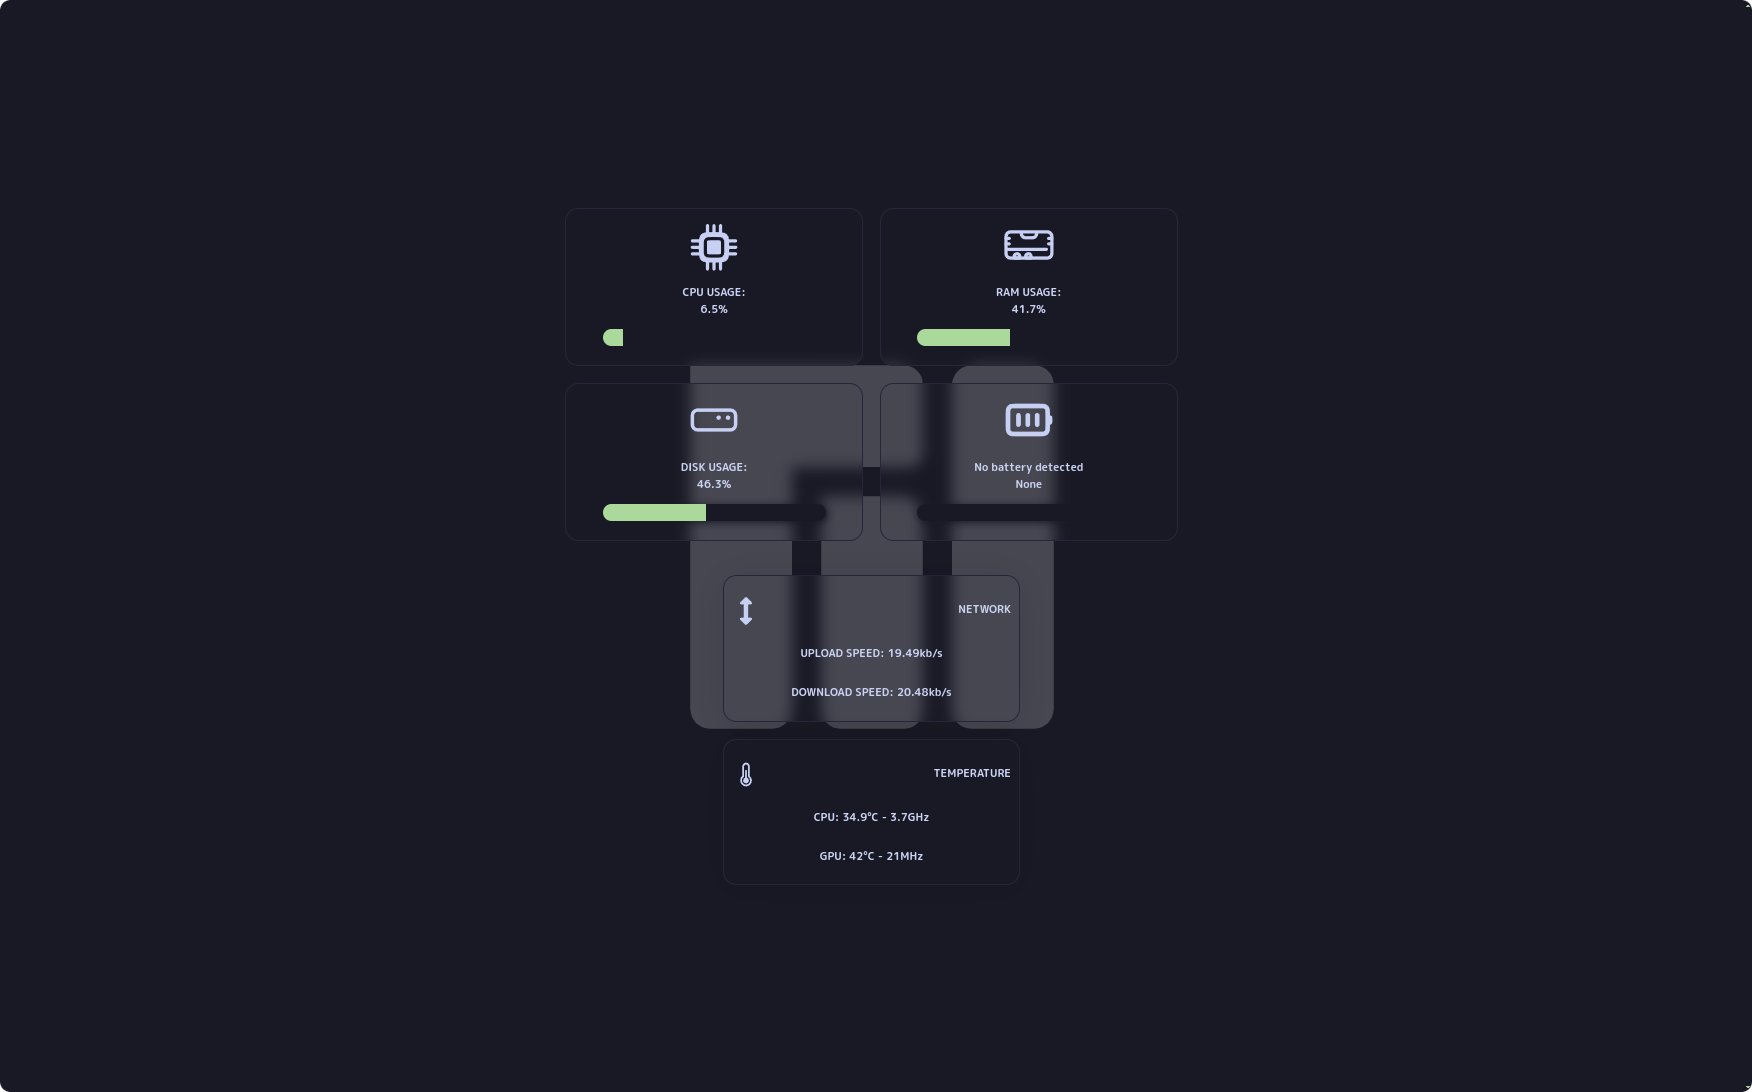 CPU USAGE:
6.5%
RAM USAGE:
41.7%
DISK USAGE:
46.3%
No battery detected
None
NETWORK
UPLOAD SPEED: 19.49kb/s
DOWNLOAD SPEED: 20.48kb/s
TEMPERATURE
CPU: 34.9°C - 3.7GHz
GPU: 42°C - 21MHz